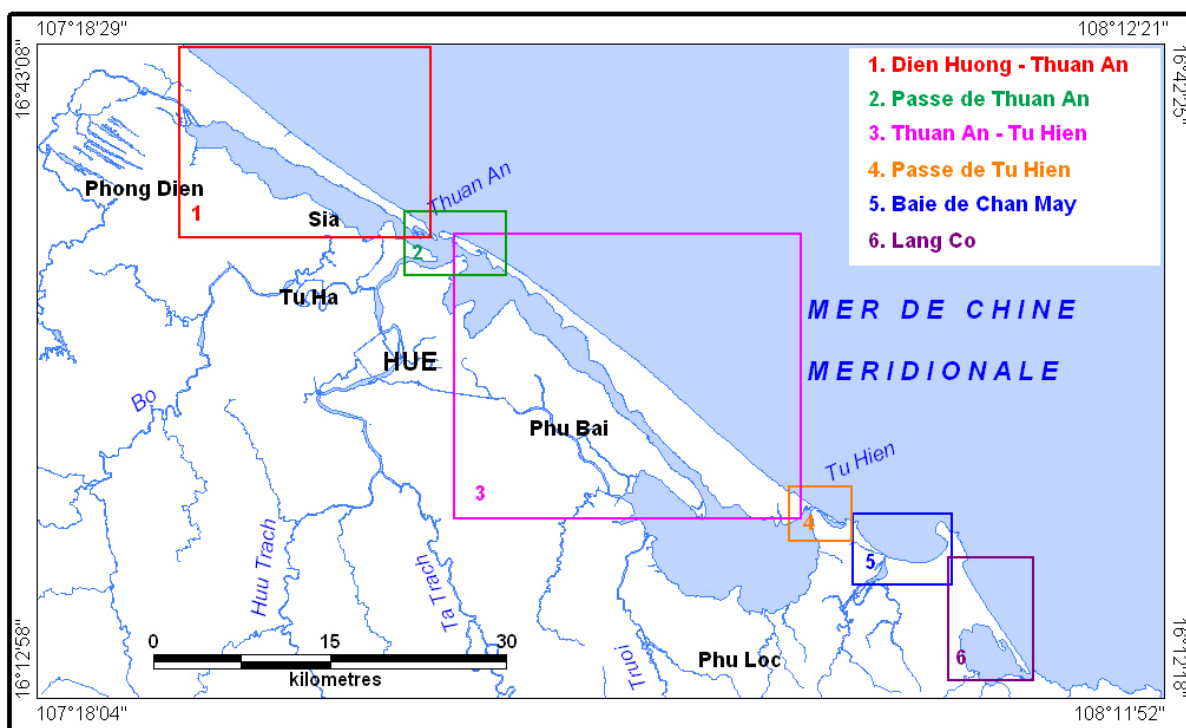 107°18'29"
108°12'21"
16°43'08"
16°42'25"
1. Dien Huong - Thuan An
2. Passe de Thuan An
3. Thuan An - Tu Hien
4. Passe de Tu Hien
5. Baie de Chan May
6. Lang Co
Phong Dien
1
Sia
Thuan An
2
Tu Ha
MER DE CHINE
MERIDIONALE
HUE
Bo
Phu Bai
Tu Hien
3
4
5
Huu Trach
Ta Trach
Truoi
Phu Loc
6
0 15 30
kilometres
16°12'58"
16°12'18"
107°18'04"
108°11'52"